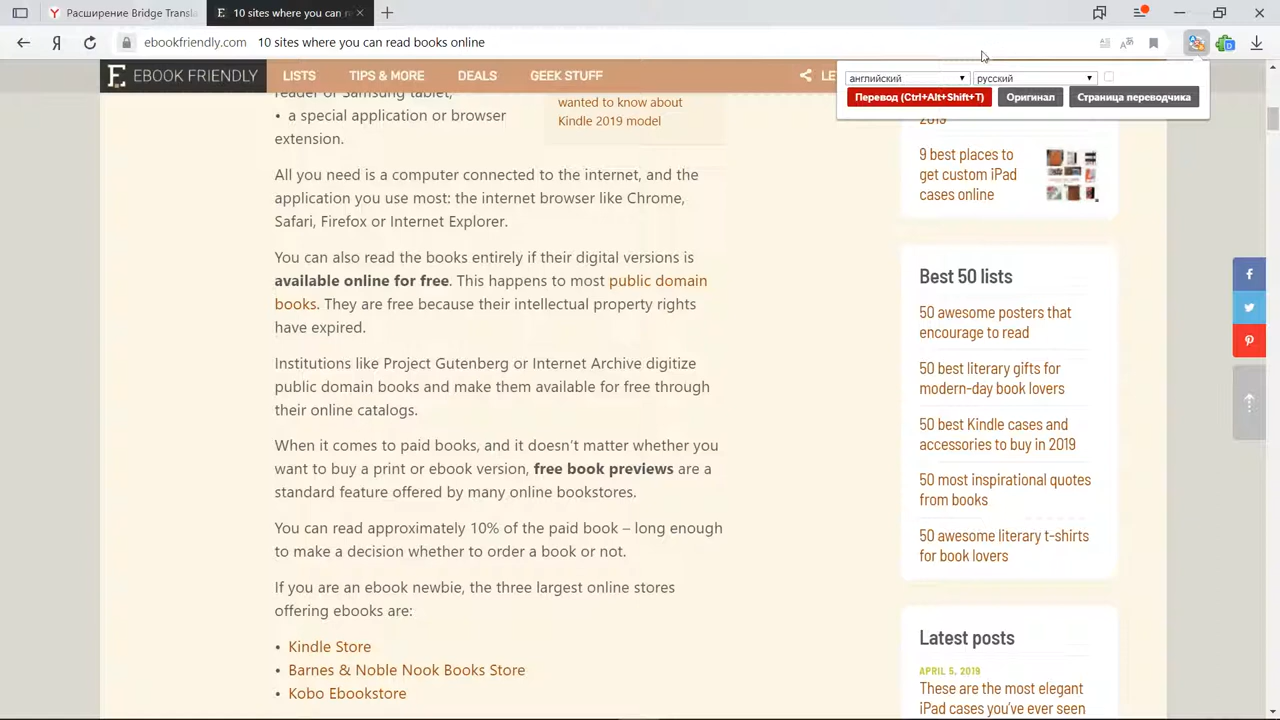 Расширение Bridge Transla
10 sites where you can re
ebookfriendly.com 10 sites where you can read books online
EBOOK FRIENDLY
LISTS
TIPS & MORE
DEALS
GEEK STUFF
LE
английский
русский
Перевод (Ctrl+Alt+Shift+T)
Оригинал
Страница переводчика
reader or Samsung tablet,
• a special application or browser
extension.
wanted to know about
Kindle 2019 model
All you need is a computer connected to the internet, and the
application you use most: the internet browser like Chrome,
Safari, Firefox or Internet Explorer.
You can also read the books entirely if their digital versions is
available online for free. This happens to most public domain
books. They are free because their intellectual property rights
have expired.
Institutions like Project Gutenberg or Internet Archive digitize
public domain books and make them available for free through
their online catalogs.
When it comes to paid books, and it doesn't matter whether you
want to buy a print or ebook version, free book previews are a
standard feature offered by many online bookstores.
You can read approximately 10% of the paid book – long enough
to make a decision whether to order a book or not.
If you are an ebook newbie, the three largest online stores
offering ebooks are:
• Kindle Store
• Barnes & Noble Nook Books Store
• Kobo Ebookstore
2019
9 best places to
get custom iPad
cases online
Best 50 lists
50 awesome posters that
encourage to read
50 best literary gifts for
modern-day book lovers
50 best Kindle cases and
accessories to buy in 2019
50 most inspirational quotes
from books
50 awesome literary t-shirts
for book lovers
Latest posts
APRIL 5, 2019
These are the most elegant
iPad cases you've ever seen